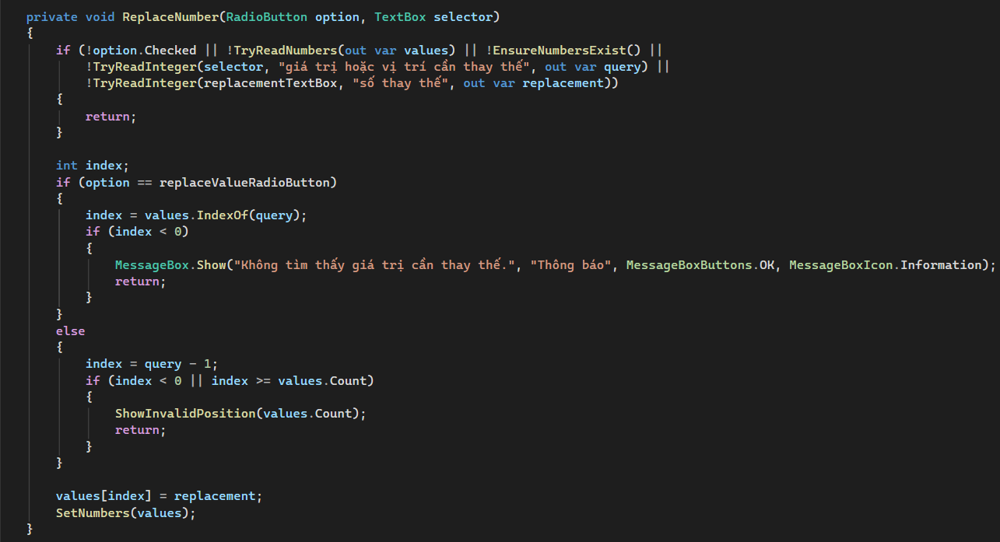 private void ReplaceNumber(RadioButton option, TextBox selector)
{
    if (!option.Checked || !TryReadNumbers(out var values) || !EnsureNumbersExist() ||
        !TryReadInteger(selector, "giá trị hoặc vị trí cần thay thế", out var query) ||
        !TryReadInteger(replacementTextBox, "số thay thế", out var replacement))
    {
        return;
    }

    int index;
    if (option == replaceValueRadioButton)
    {
        index = values.IndexOf(query);
        if (index < 0)
        {
            MessageBox.Show("Không tìm thấy giá trị cần thay thế.", "Thông báo", MessageBoxButtons.OK, MessageBoxIcon.Information);
            return;
        }
    }
    else
    {
        index = query - 1;
        if (index < 0 || index >= values.Count)
        {
            ShowInvalidPosition(values.Count);
            return;
        }
    }

    values[index] = replacement;
    SetNumbers(values);
}